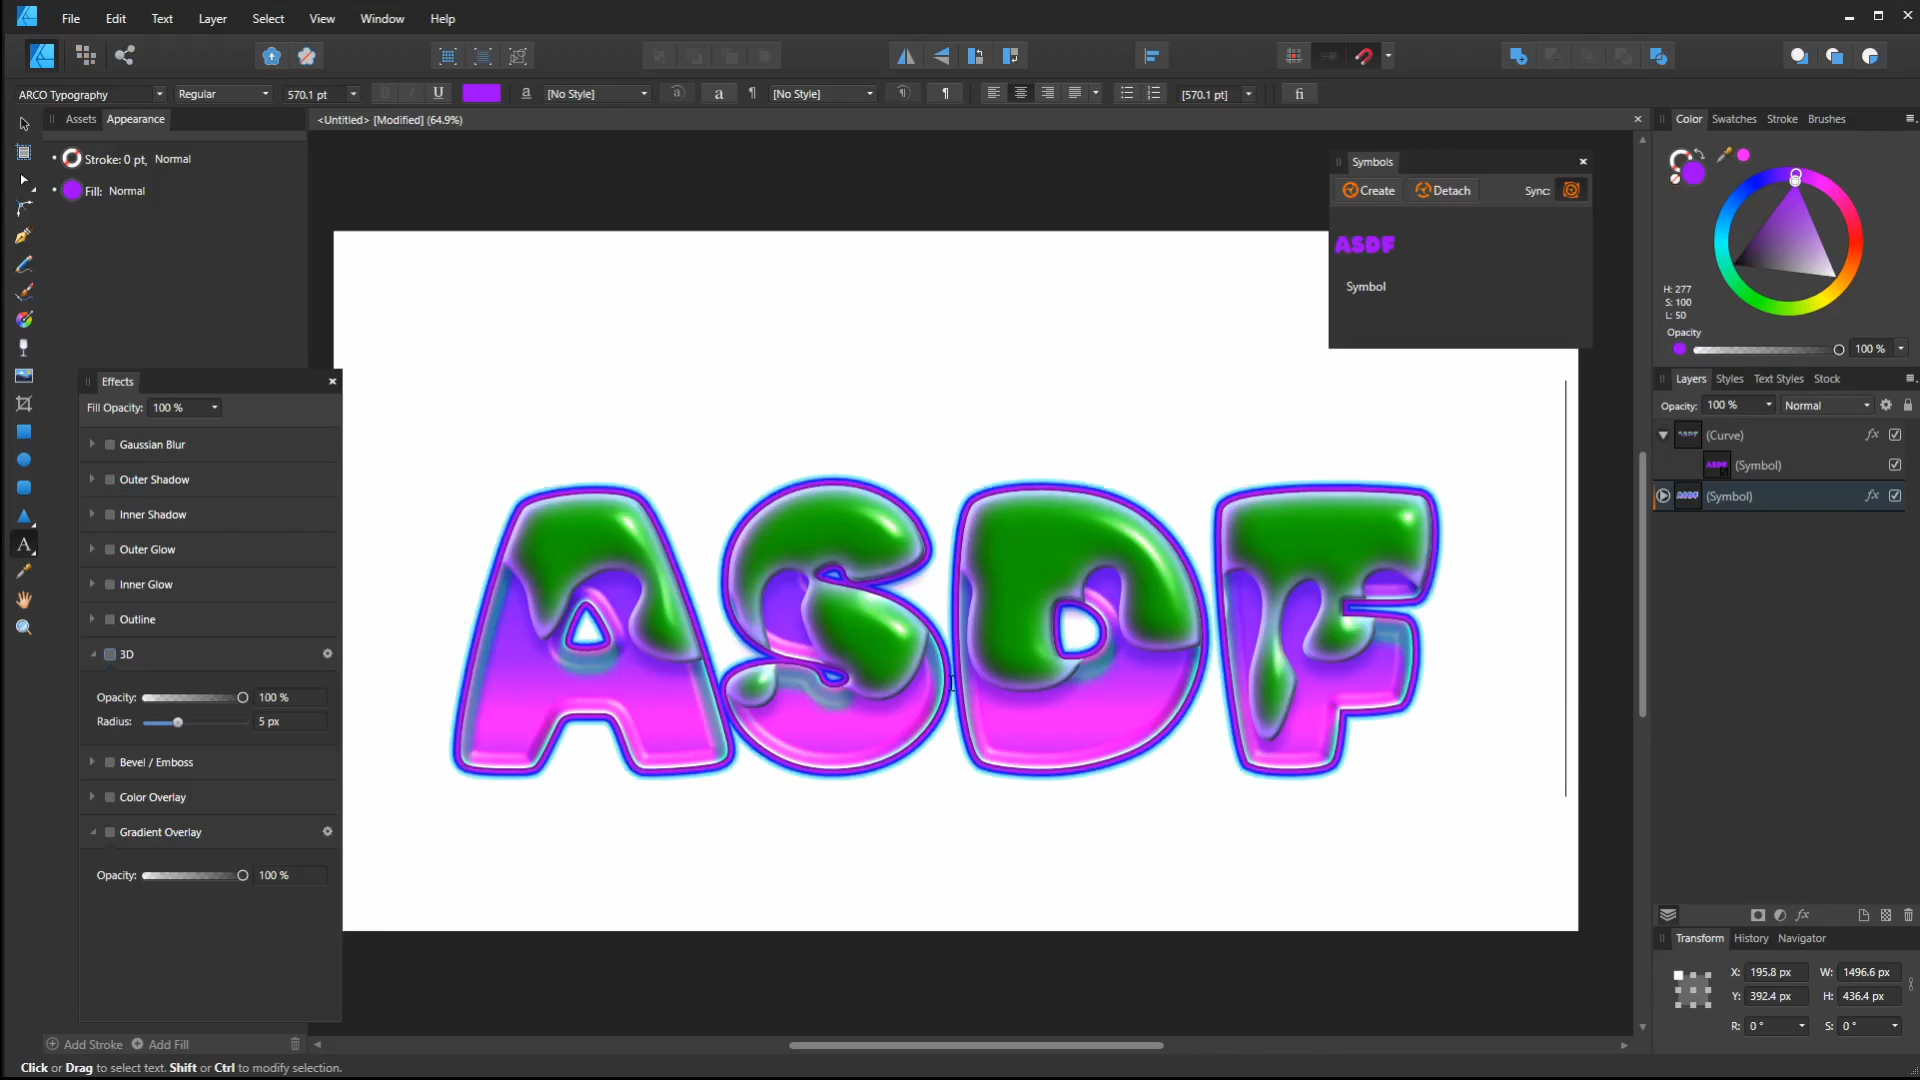 File Edit Text Layer Select View Window Help
ARCO Typography Regular 570.1 pt B I U a [No Style] a ¶ [No Style] ¶ [570.1 pt] fi
Assets Appearance
<Untitled> [Modified] (64.9%)
Stroke: 0 pt, Normal
Fill: Normal
Effects
Fill Opacity: 100 %
Gaussian Blur
Outer Shadow
Inner Shadow
Outer Glow
Inner Glow
Outline
3D
Opacity: 100 %
Radius: 5 px
Bevel / Emboss
Color Overlay
Gradient Overlay
Opacity: 100 %
Add Stroke Add Fill
ASDF
Symbols
Create Detach Sync:
ASDF
Symbol
Color Swatches Stroke Brushes
H: 277
S: 100
L: 50
Opacity
100 %
Layers Styles Text Styles Stock
Opacity: 100 % Normal
(Curve) fx
(Symbol)
(Symbol) fx
fx
Transform History Navigator
X: 195.8 px W: 1496.6 px
Y: 392.4 px H: 436.4 px
R: 0 ° S: 0 °
Click or Drag to select text. Shift or Ctrl to modify selection.